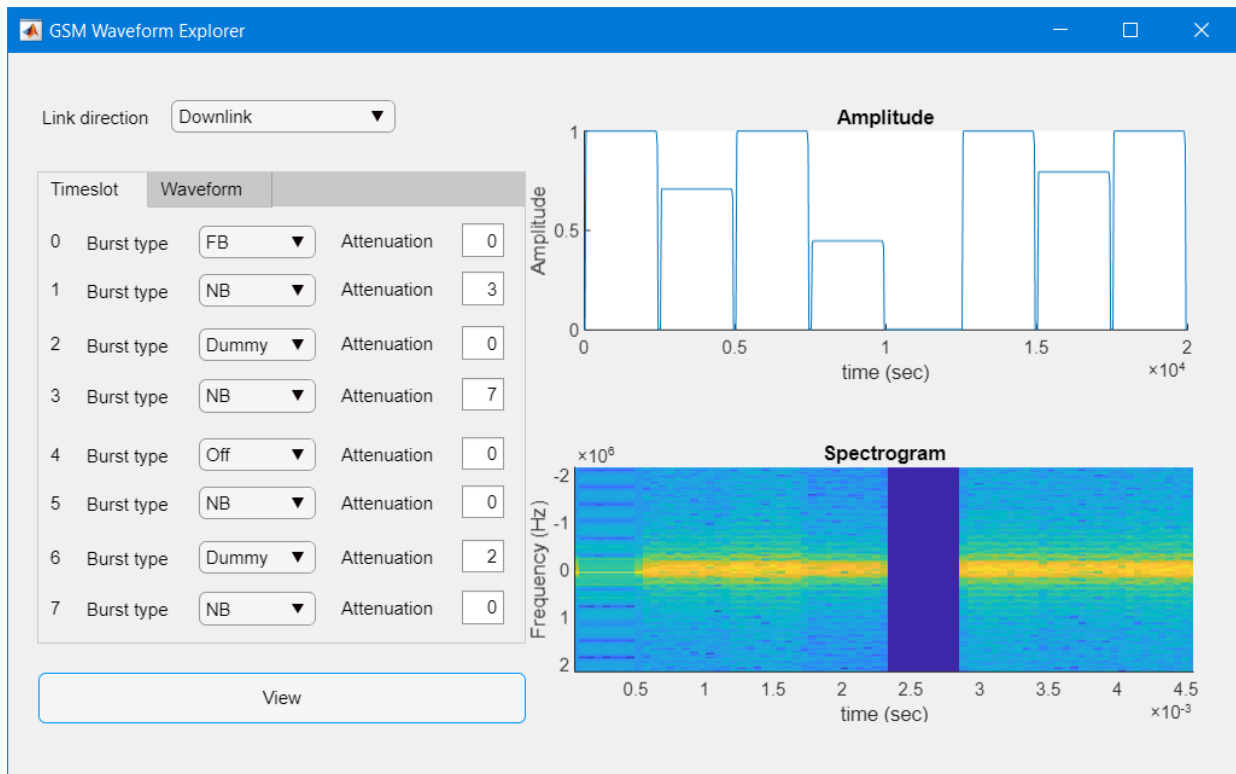 GSM Waveform Explorer
Link direction Downlink
Timeslot Waveform
0 Burst type FB Attenuation 0
1 Burst type NB Attenuation 3
2 Burst type Dummy Attenuation 0
3 Burst type NB Attenuation 7
4 Burst type Off Attenuation 0
5 Burst type NB Attenuation 0
6 Burst type Dummy Attenuation 2
7 Burst type NB Attenuation 0
View
Amplitude
Amplitude
1
0.5
0
0 0.5 1 1.5 2
time (sec) ×10⁴
Spectrogram
×10⁶
Frequency (Hz)
-2
-1
0
1
2
0.5 1 1.5 2 2.5 3 3.5 4 4.5
time (sec) ×10⁻³